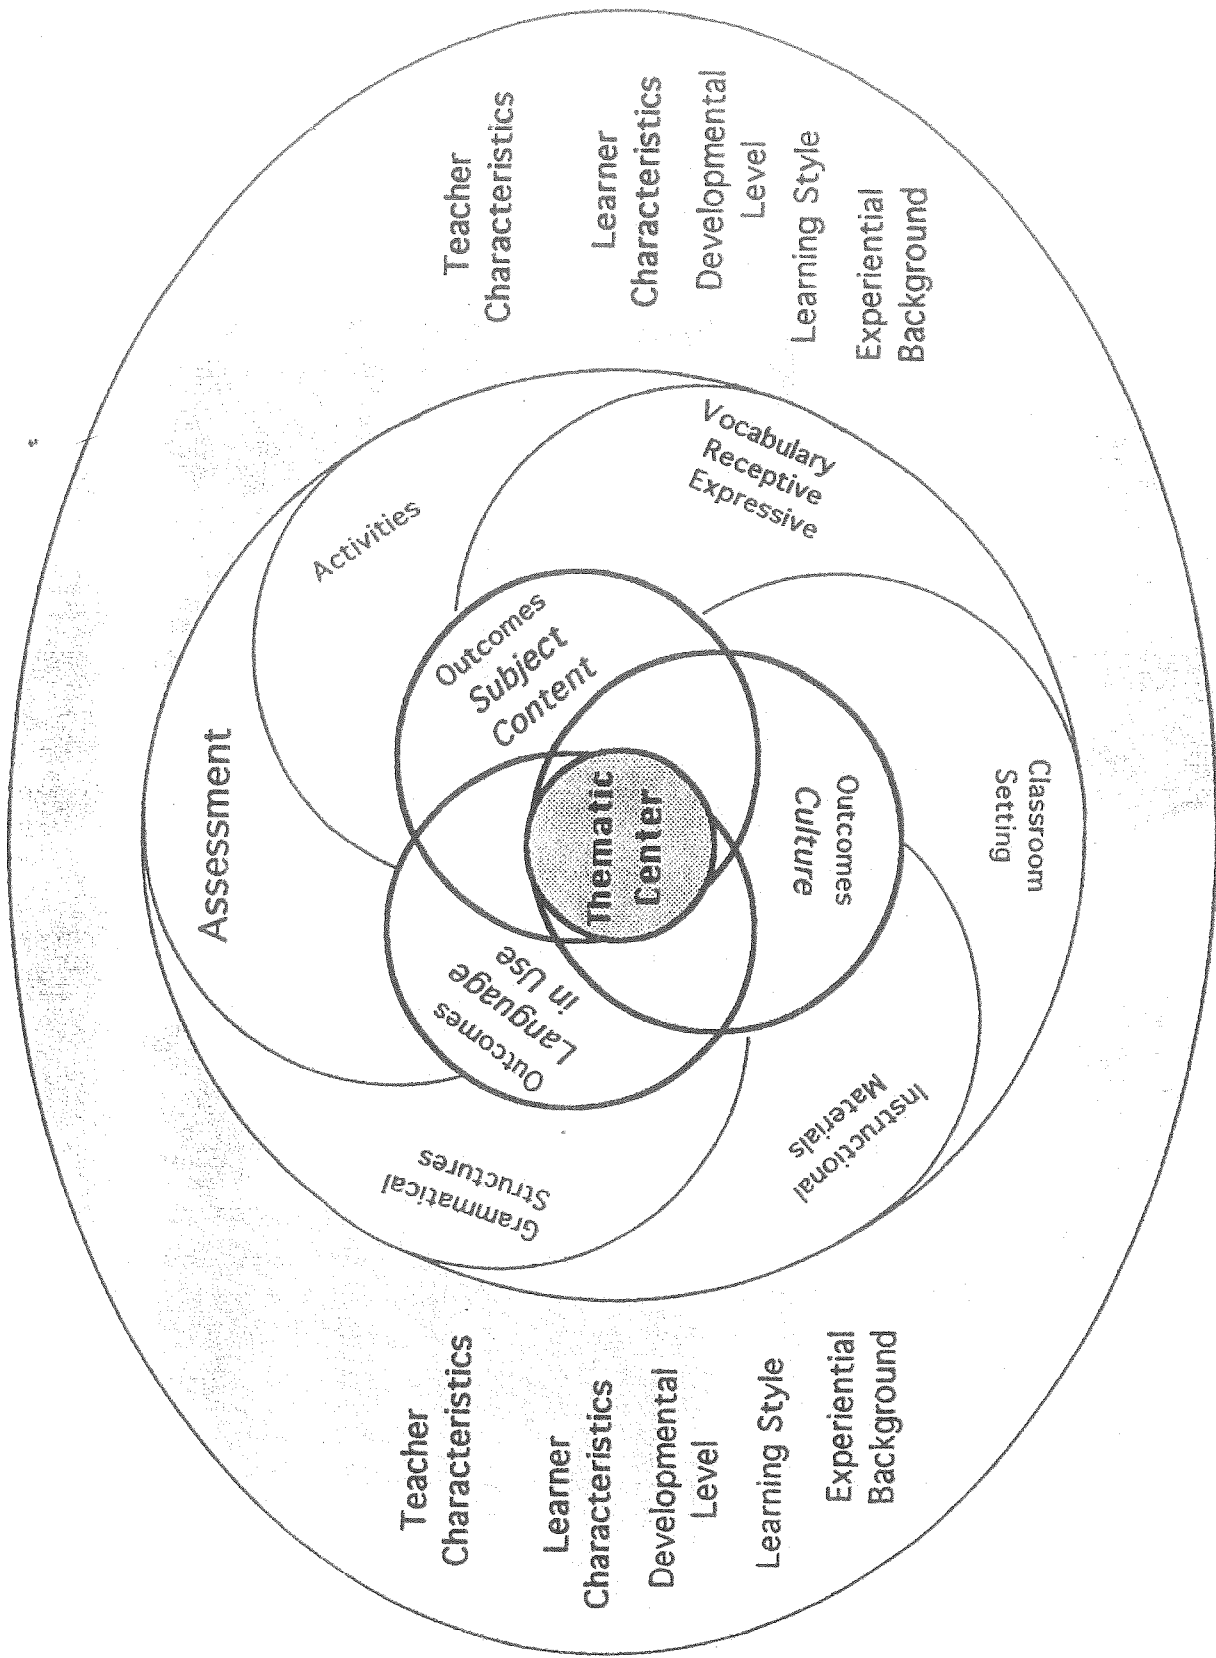 Assessment
Teacher
Characteristics
Learner
Characteristics
Developmental
Level
Learning Style
Experiential
Background
Grammatical
Structures
Activities
Outcomes
Language
in Use
Outcomes
Subject
Content
Thematic
Center
Outcomes
Culture
Instructional
Materials
Vocabulary
Receptive
Expressive
Classroom
Setting
Teacher
Characteristics
Learner
Characteristics
Developmental
Level
Learning Style
Experiential
Background